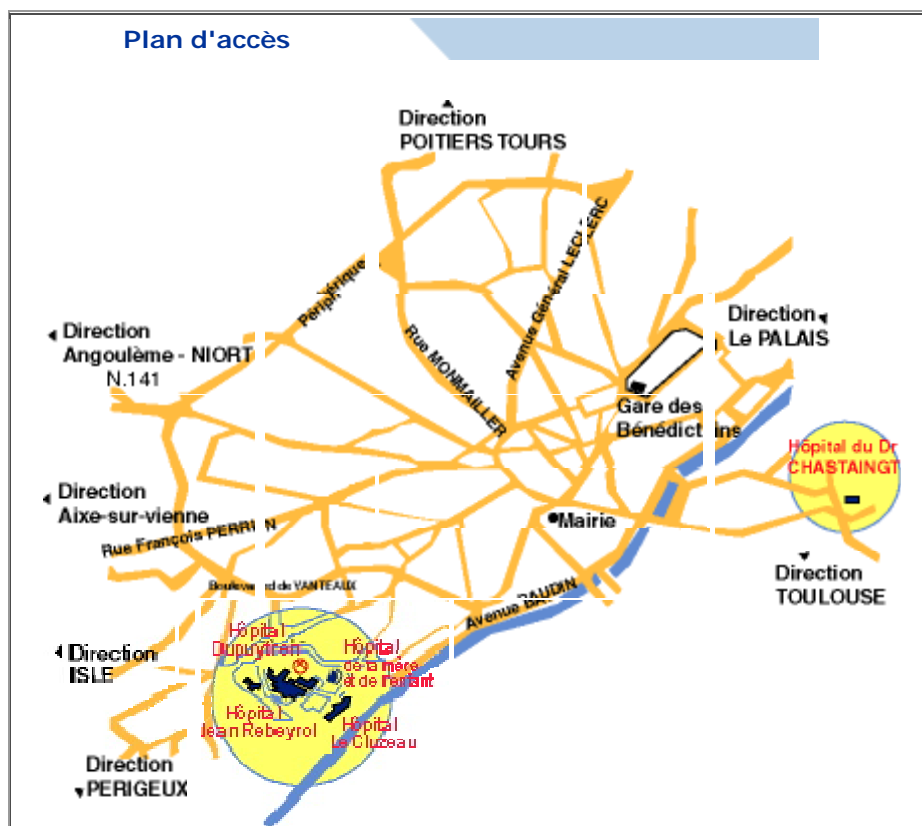 Plan d'accès
Direction
POITIERS TOURS
Périphérique
Avenue Général LECLERC
Rue MONMAILLER
Direction
Angoulême - NIORT
N.141
Direction
Le PALAIS
Gare des
Bénédictins
Hôpital du Dr
CHASTAINGT
Direction
Aixe-sur-vienne
Rue François PERRIN
Mairie
Boulevard de VANTEAUX
Avenue BAUDIN
Direction
TOULOUSE
Hôpital
Dupuytren
Hôpital
de la mère
et de l'enfant
Direction
ISLE
Hôpital
Jean Rebeyrol
Hôpital
Le Cluzeau
Direction
PERIGEUX